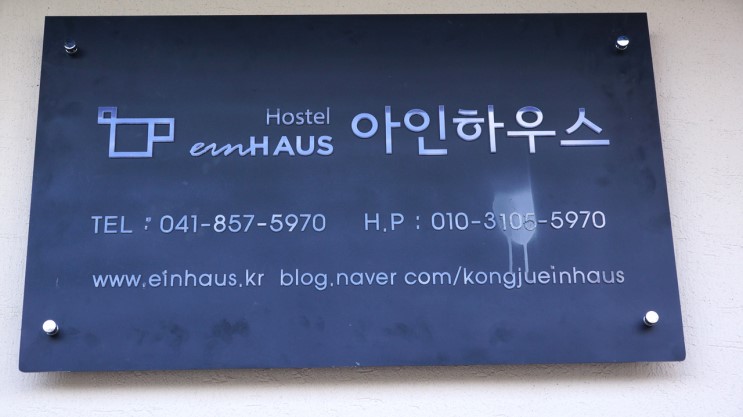 Hostel
einHAUS 아인하우스
TEL : 041-857-5970 H.P : 010-3105-5970
www.einhaus.kr blog.naver com/kongjueinhaus